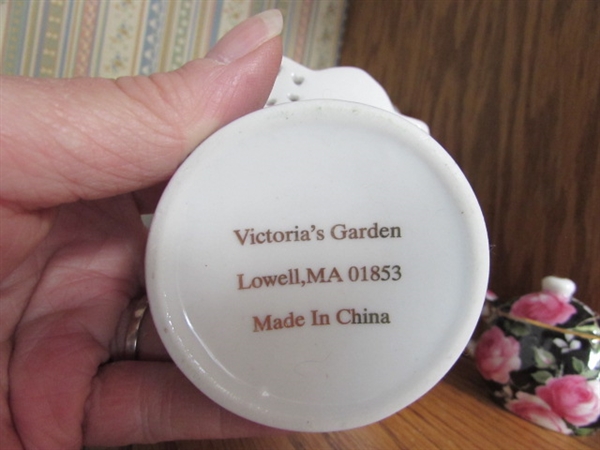 Victoria's Garden
Lowell,MA 01853
Made In China